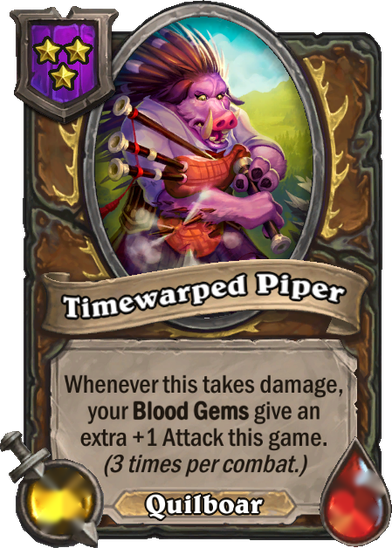 Timewarped Piper
Whenever this takes damage,
your Blood Gems give an
extra +1 Attack this game.
(3 times per combat.)
Quilboar